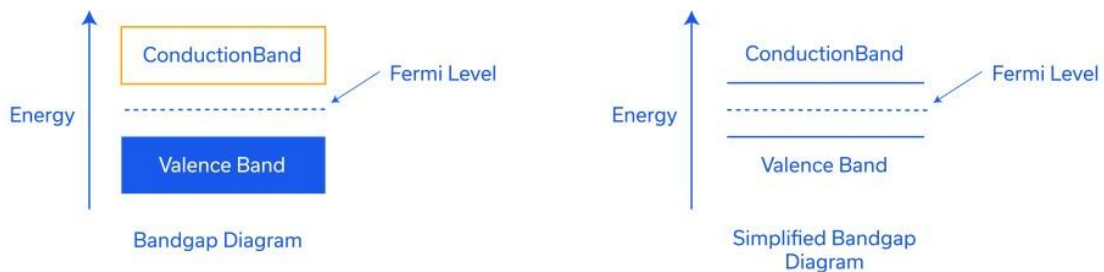 ConductionBand
Fermi Level
Energy
Valence Band
Bandgap Diagram
ConductionBand
Fermi Level
Energy
Valence Band
Simplified Bandgap
Diagram